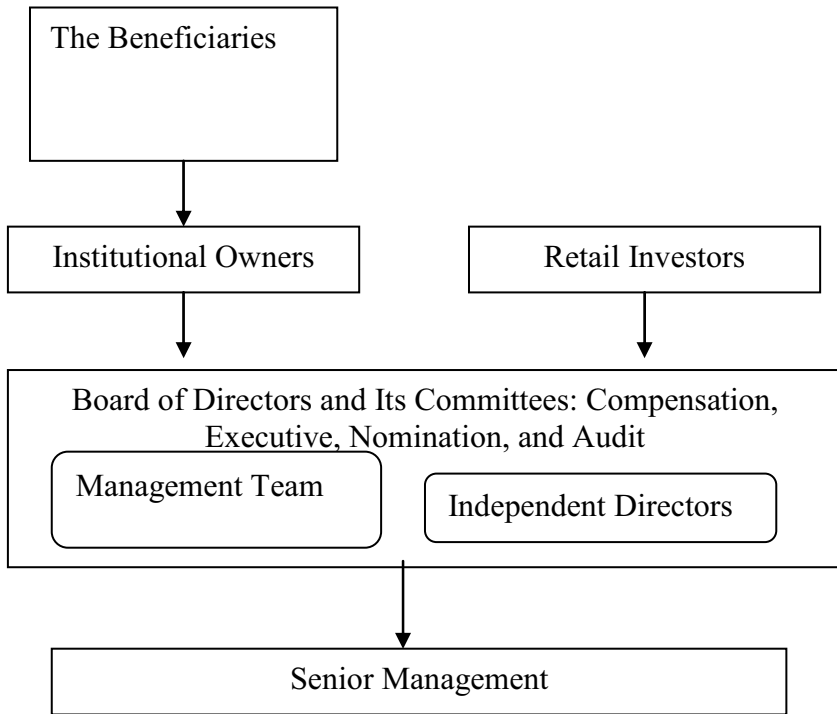 The Beneficiaries
Institutional Owners
Retail Investors
Board of Directors and Its Committees: Compensation,
Executive, Nomination, and Audit
Management Team
Independent Directors
Senior Management